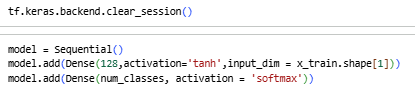 tf.keras.backend.clear_session()
model = Sequential()
model.add(Dense(128,activation='tanh',input_dim = x_train.shape[1]))
model.add(Dense(num_classes, activation = 'softmax'))